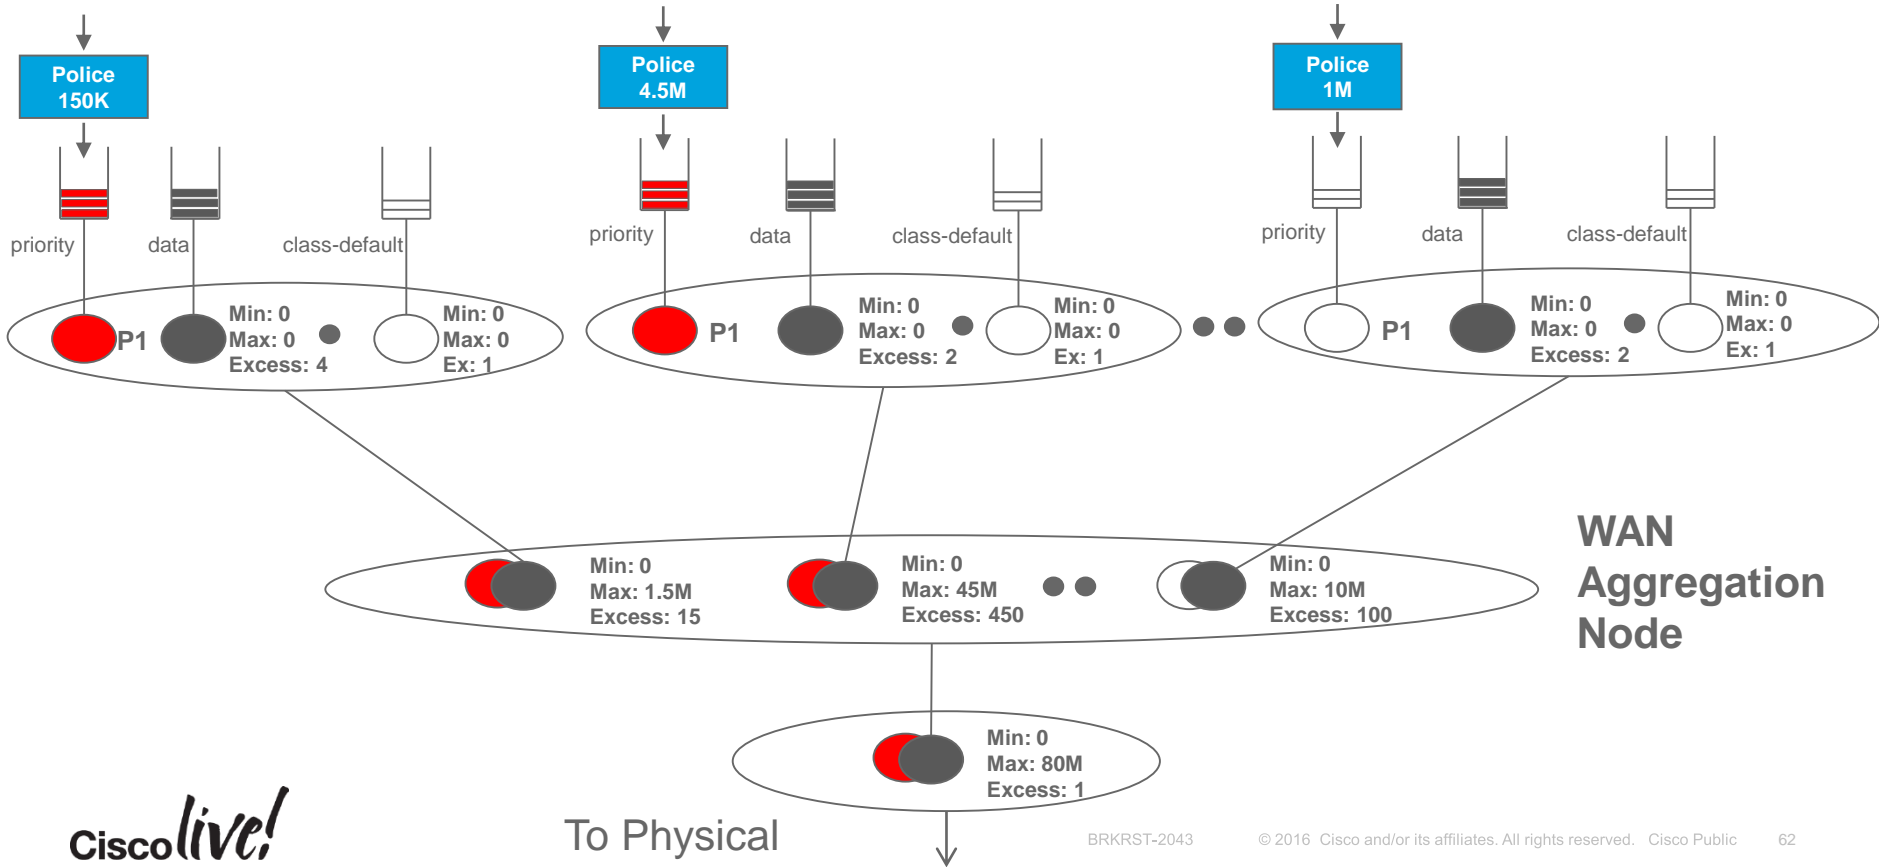 Police
150K
Police
4.5M
Police
1M
priority
data
class-default
priority
data
class-default
priority
data
class-default
P1
Min: 0
Max: 0
Excess: 4
Min: 0
Max: 0
Ex: 1
P1
Min: 0
Max: 0
Excess: 2
Min: 0
Max: 0
Ex: 1
P1
Min: 0
Max: 0
Excess: 2
Min: 0
Max: 0
Ex: 1
Min: 0
Max: 1.5M
Excess: 15
Min: 0
Max: 45M
Excess: 450
Min: 0
Max: 10M
Excess: 100
WAN
Aggregation
Node
Min: 0
Max: 80M
Excess: 1
Cisco live!
To Physical
BRKRST-2043
© 2016 Cisco and/or its affiliates. All rights reserved. Cisco Public
62